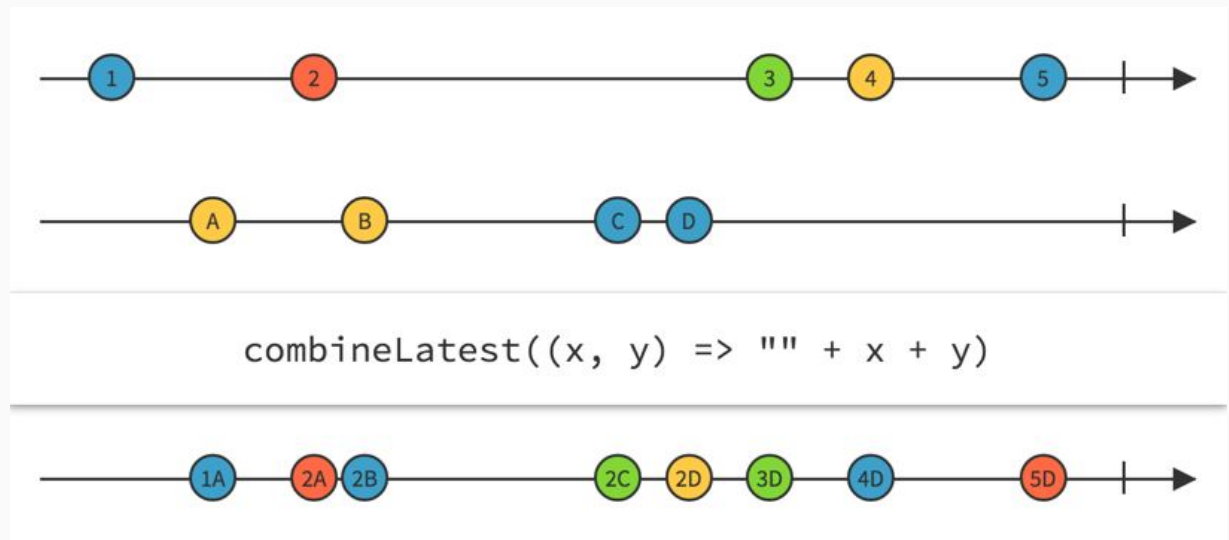 1 2 3 4 5
A B C D
combineLatest((x, y) => "" + x + y)
1A 2A 2B 2C 2D 3D 4D 5D